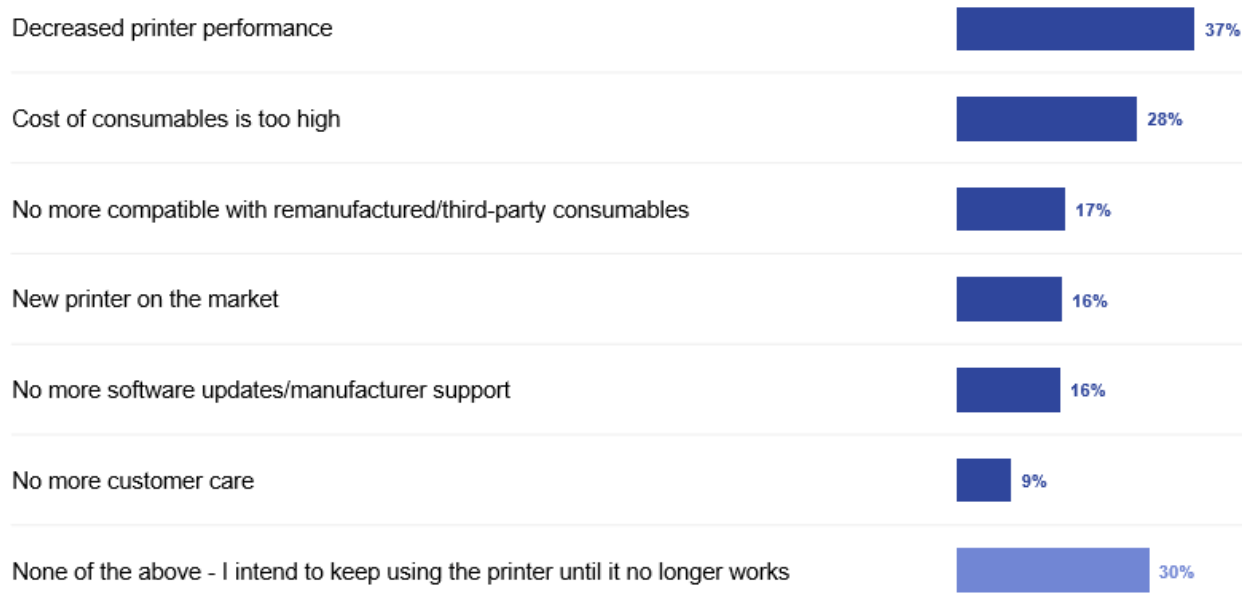 Decreased printer performance 37%
Cost of consumables is too high 28%
No more compatible with remanufactured/third-party consumables 17%
New printer on the market 16%
No more software updates/manufacturer support 16%
No more customer care 9%
None of the above - I intend to keep using the printer until it no longer works 30%